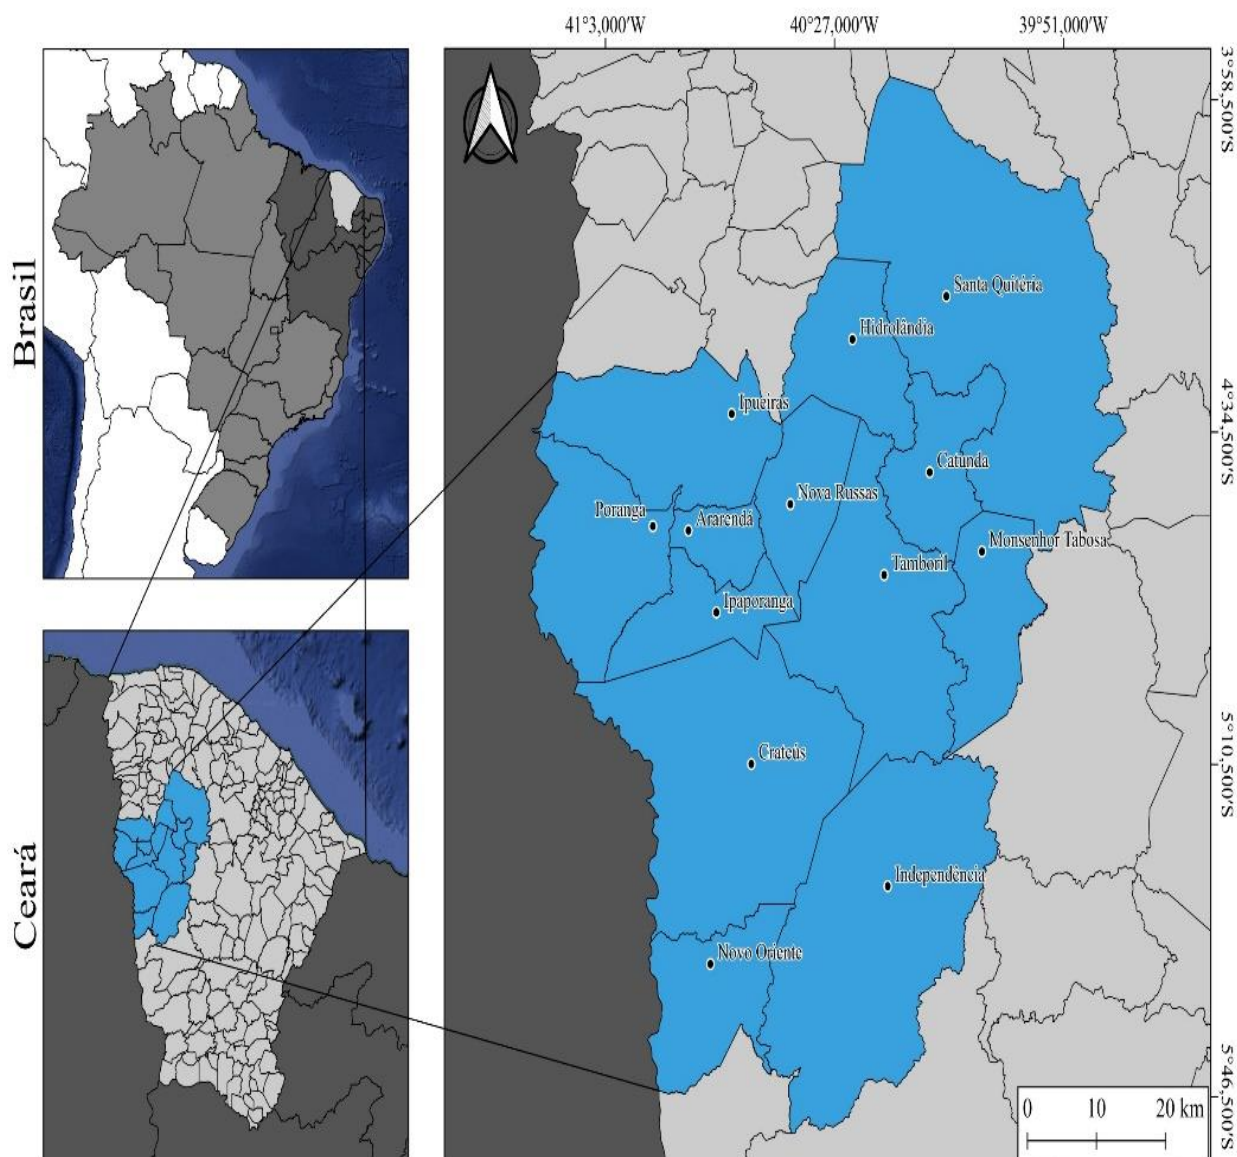 41°3,000'W 40°27,000'W 39°51,000'W
3°58,500'S
Brasil
Santa Quitéria
Hidrolândia
Ipueiras
4°34,500'S
Catunda
Nova Russas
Poranga
Ararendá
Monsenhor Tabosa
Tamboril
Ipaporanga
5°10,500'S
Crateús
Ceará
Independência
Novo Oriente
5°46,500'S
0 10 20 km